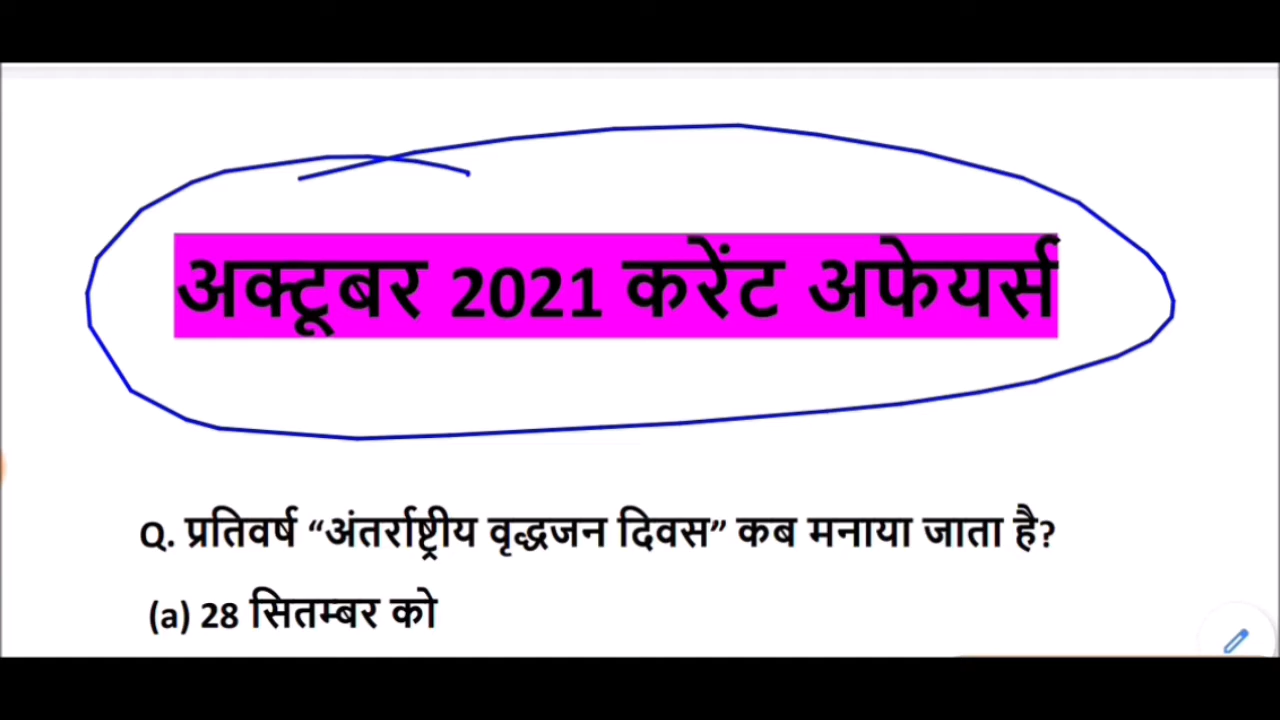 अक्टूबर 2021 करेंट अफेयर्स
Q. प्रतिवर्ष “अंतर्राष्ट्रीय वृद्धजन दिवस” कब मनाया जाता है?
(a) 28 सितम्बर को